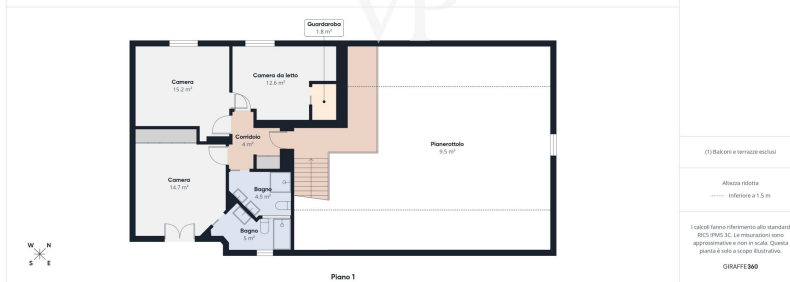 VP
Guardaroba
1.8 m²
Camera
15.2 m²
Camera da letto
12.6 m²
Corridoio
4 m²
Pianerottolo
9.5 m²
Camera
14.7 m²
Bagno
4.5 m²
Bagno
5 m²
W N
S E
Piano 1
(1) Balconi e terrazze esclusi
Altezza ridotta
Inferiore a 1.5 m
I calcoli fanno riferimento allo standard
RICS IPMS 3C. Le misurazioni sono
approssimative e non in scala. Questa
pianta è solo a scopo illustrativo.
GIRAFFE360